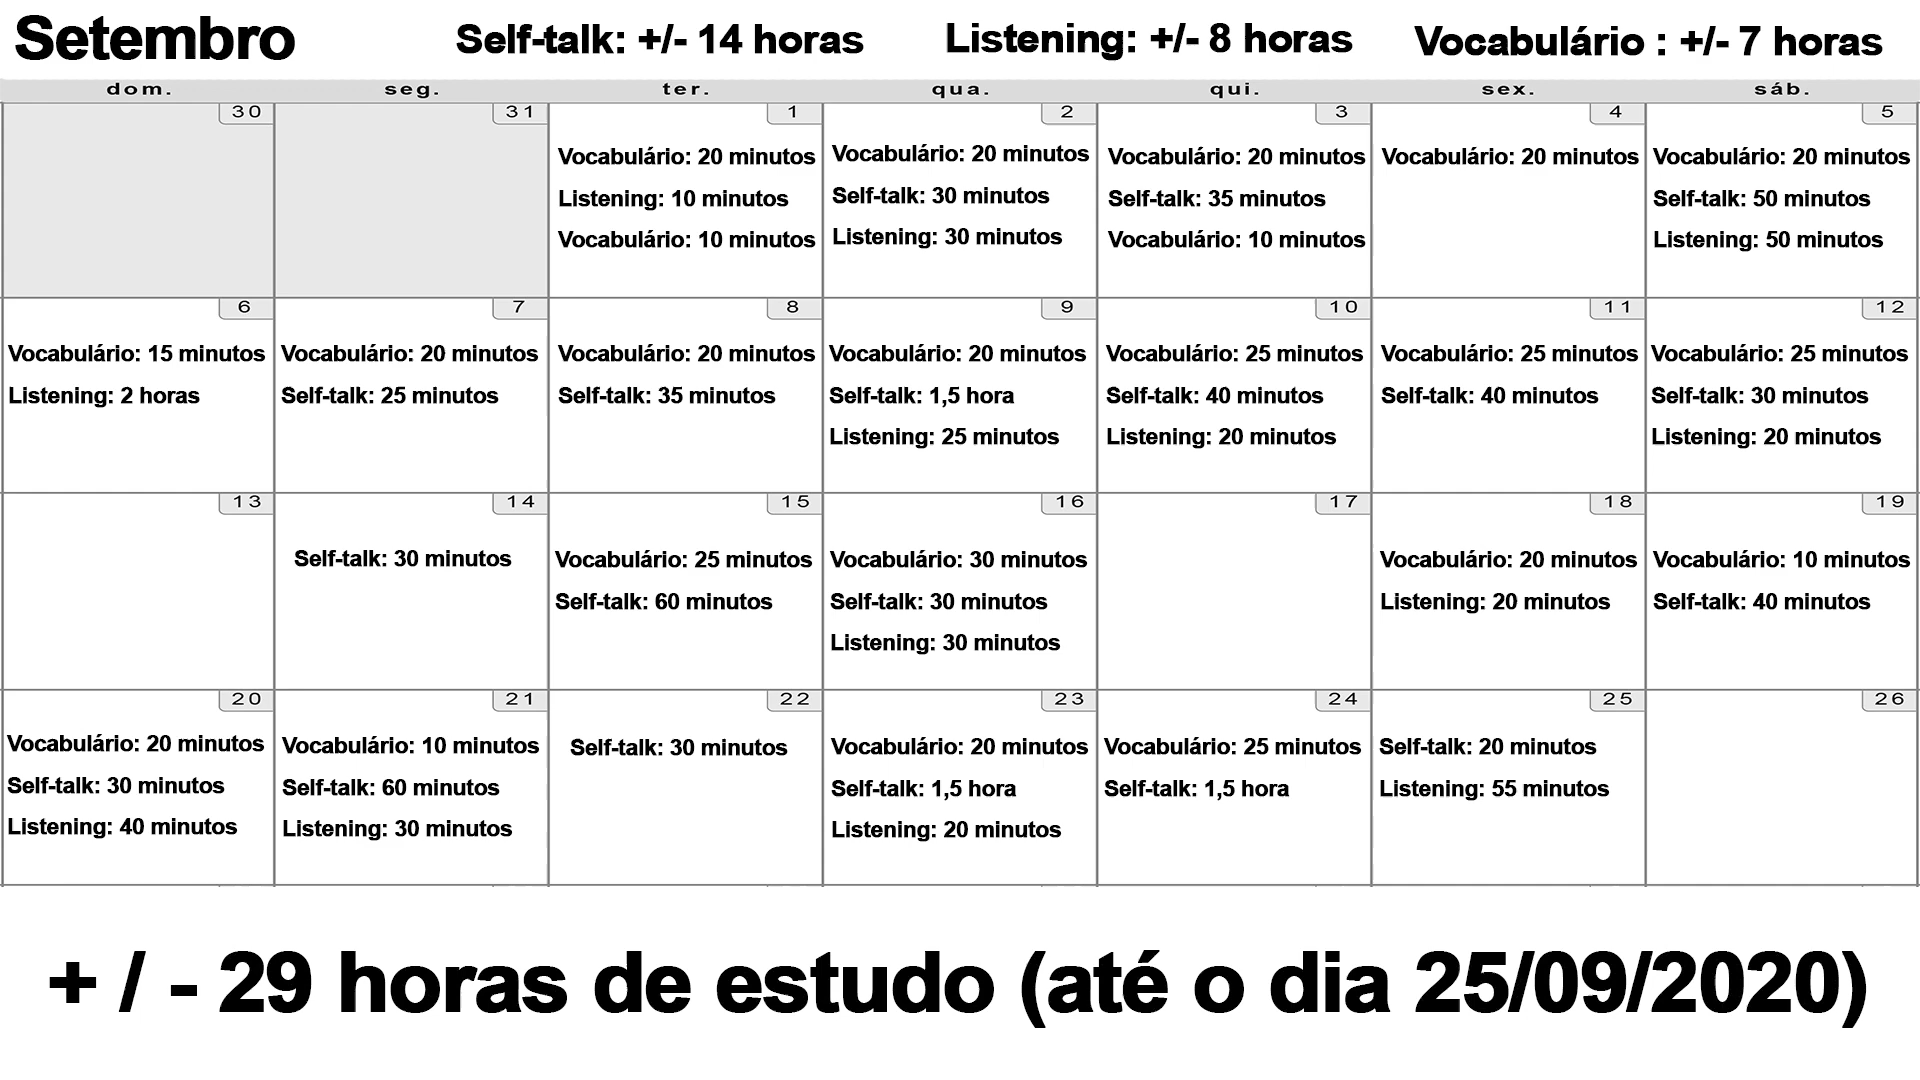 Setembro
Self-talk: +/- 14 horas
Listening: +/- 8 horas
Vocabulário : +/- 7 horas
dom. seg. ter. qua. qui. sex. sáb.
30
31
1
Vocabulário: 20 minutos
Listening: 10 minutos
Vocabulário: 10 minutos
2
Vocabulário: 20 minutos
Self-talk: 30 minutos
Listening: 30 minutos
3
Vocabulário: 20 minutos
Self-talk: 35 minutos
Vocabulário: 10 minutos
4
Vocabulário: 20 minutos
5
Vocabulário: 20 minutos
Self-talk: 50 minutos
Listening: 50 minutos
6
Vocabulário: 15 minutos
Listening: 2 horas
7
Vocabulário: 20 minutos
Self-talk: 25 minutos
8
Vocabulário: 20 minutos
Self-talk: 35 minutos
9
Vocabulário: 20 minutos
Self-talk: 1,5 hora
Listening: 25 minutos
10
Vocabulário: 25 minutos
Self-talk: 40 minutos
Listening: 20 minutos
11
Vocabulário: 25 minutos
Self-talk: 40 minutos
12
Vocabulário: 25 minutos
Self-talk: 30 minutos
Listening: 20 minutos
13
14
Self-talk: 30 minutos
15
Vocabulário: 25 minutos
Self-talk: 60 minutos
16
Vocabulário: 30 minutos
Self-talk: 30 minutos
Listening: 30 minutos
17
18
Vocabulário: 20 minutos
Listening: 20 minutos
19
Vocabulário: 10 minutos
Self-talk: 40 minutos
20
Vocabulário: 20 minutos
Self-talk: 30 minutos
Listening: 40 minutos
21
Vocabulário: 10 minutos
Self-talk: 60 minutos
Listening: 30 minutos
22
Self-talk: 30 minutos
23
Vocabulário: 20 minutos
Self-talk: 1,5 hora
Listening: 20 minutos
24
Vocabulário: 25 minutos
Self-talk: 1,5 hora
25
Self-talk: 20 minutos
Listening: 55 minutos
26
+ / - 29 horas de estudo (até o dia 25/09/2020)